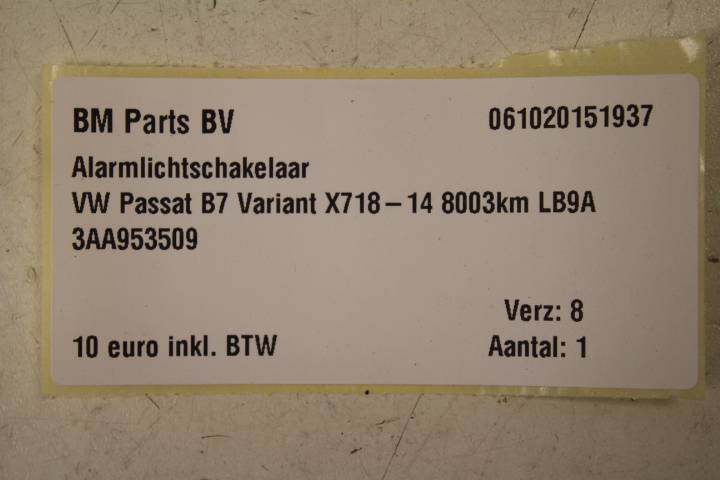 BM Parts BV 061020151937
Alarmlichtschakelaar
VW Passat B7 Variant X718-14 8003km LB9A
3AA953509
Verz: 8
10 euro inkl. BTW Aantal: 1